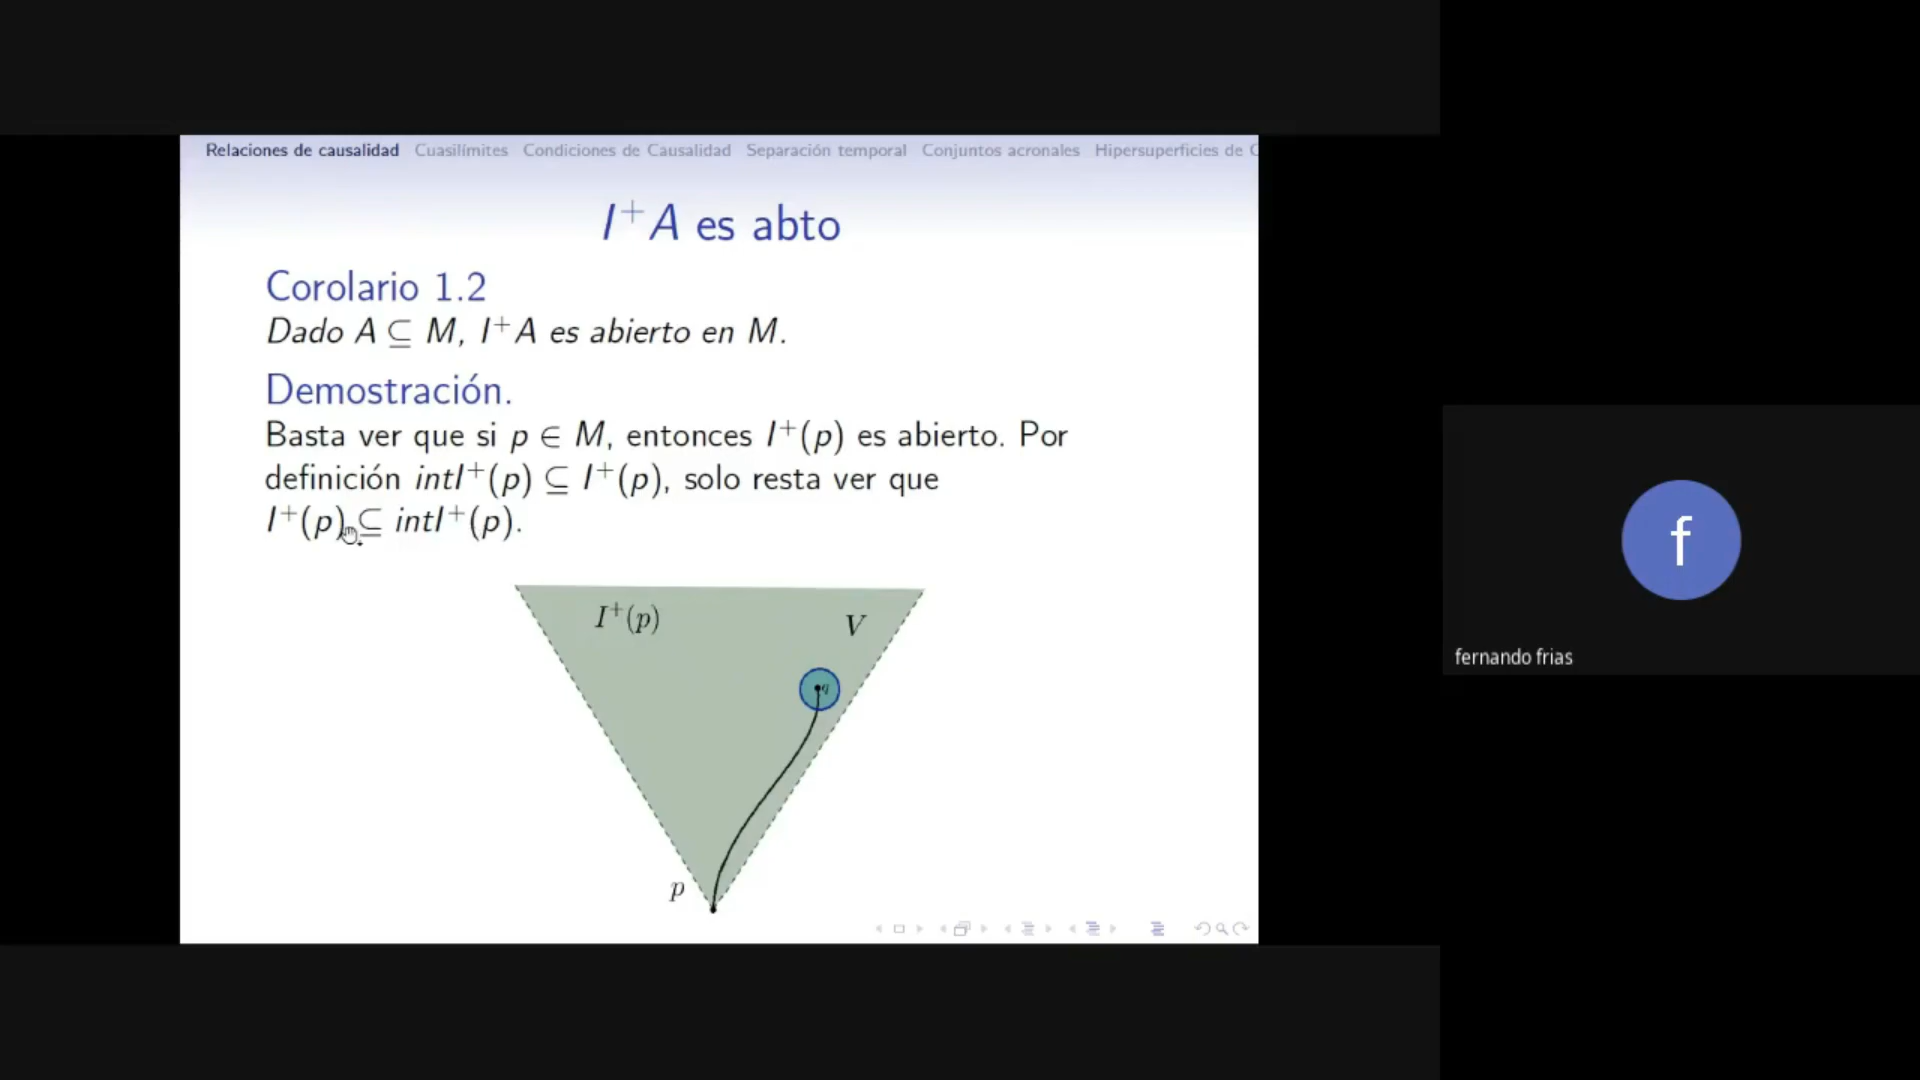 Relaciones de causalidad Cuasilímites Condiciones de Causalidad Separación temporal Conjuntos acronales Hipersuperficies de C
I⁺A es abto
Corolario 1.2
Dado A ⊆ M, I⁺A es abierto en M.
Demostración.
Basta ver que si p ∈ M, entonces I⁺(p) es abierto. Por
definición intI⁺(p) ⊆ I⁺(p), solo resta ver que
I⁺(p) ⊆ intI⁺(p).
I⁺(p)
V
q
p
f
fernando frias